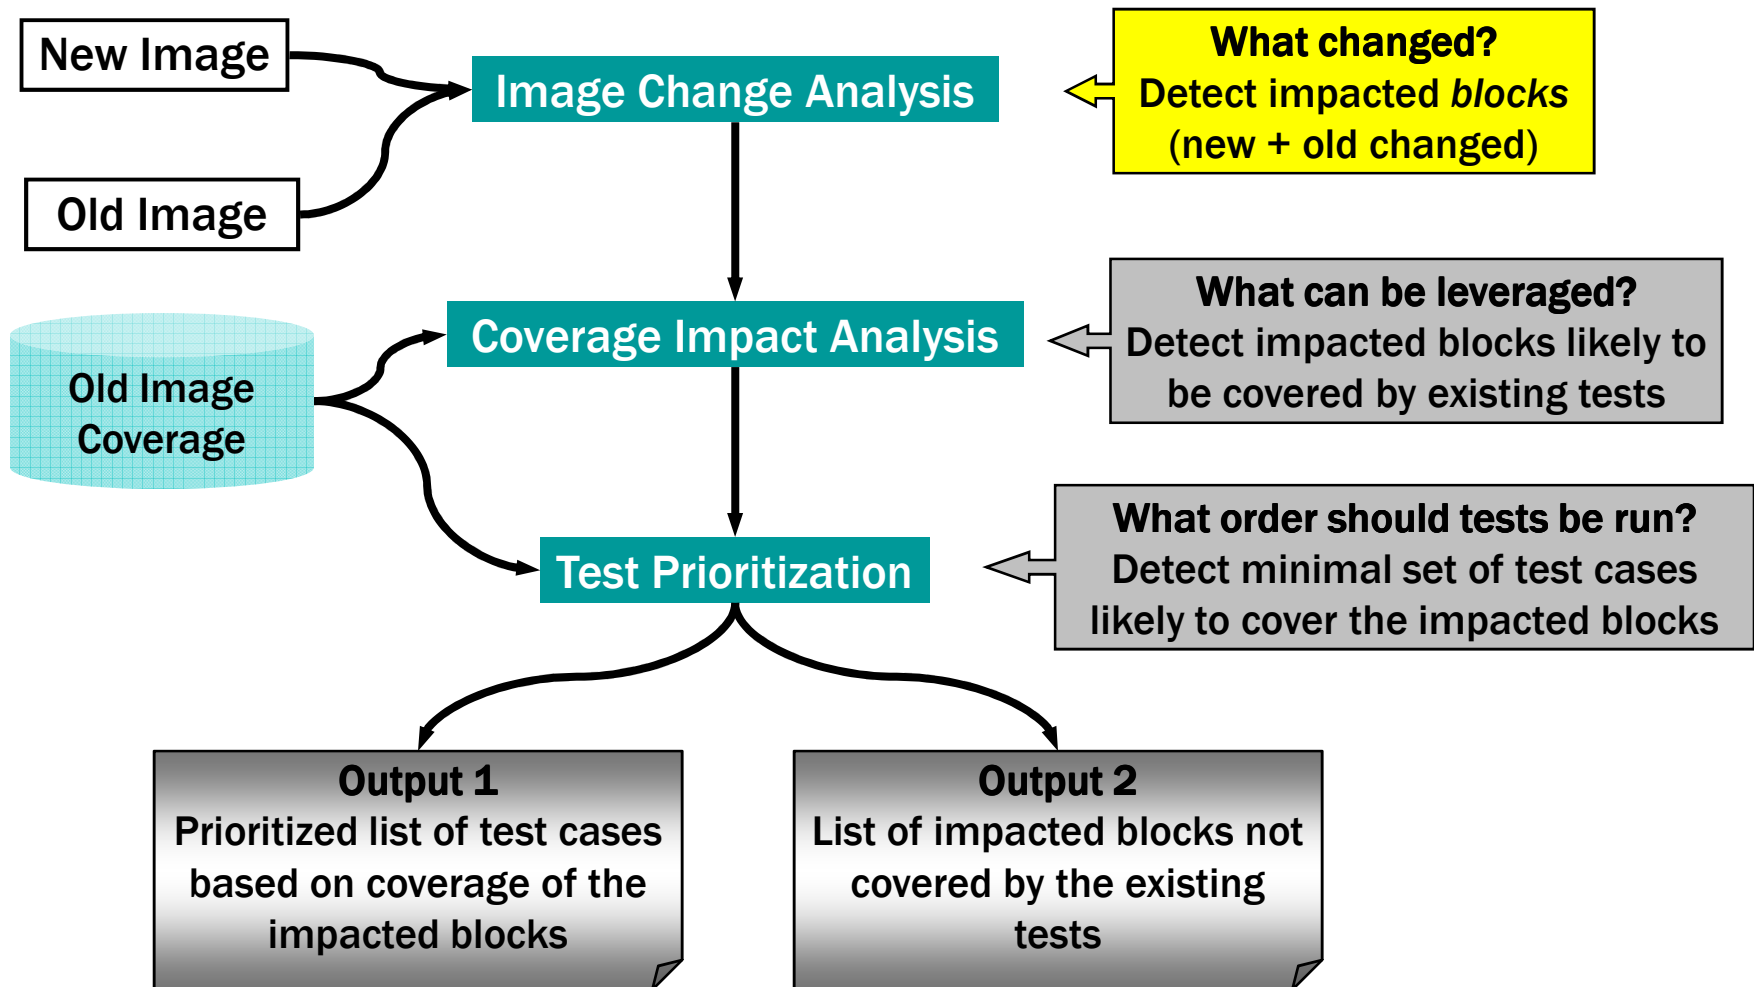 New Image
Image Change Analysis
What changed?
Detect impacted blocks
(new + old changed)
Old Image
Old Image
Coverage
Coverage Impact Analysis
What can be leveraged?
Detect impacted blocks likely to
be covered by existing tests
Test Prioritization
What order should tests be run?
Detect minimal set of test cases
likely to cover the impacted blocks
Output 1
Prioritized list of test cases
based on coverage of the
impacted blocks
Output 2
List of impacted blocks not
covered by the existing
tests